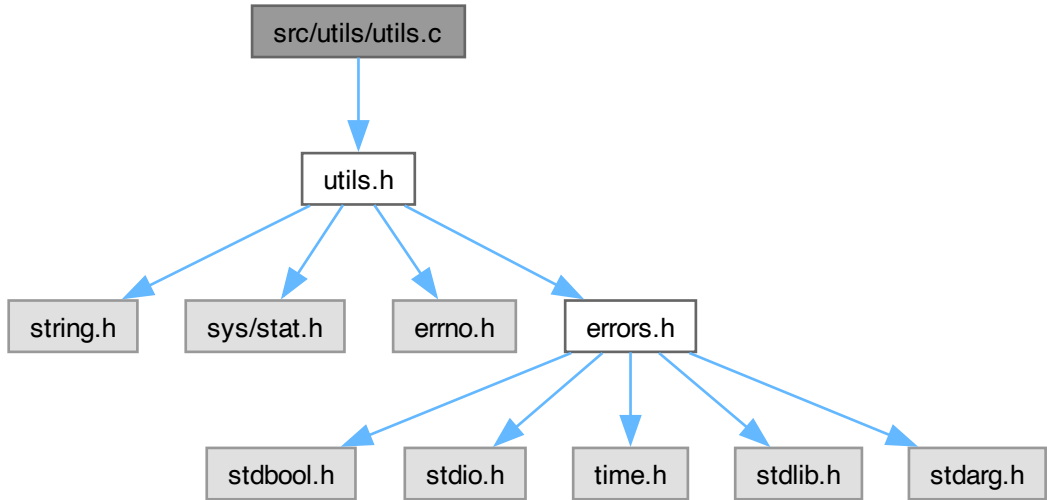 src/utils/utils.c
utils.h
string.h
sys/stat.h
errno.h
errors.h
stdbool.h
stdio.h
time.h
stdlib.h
stdarg.h